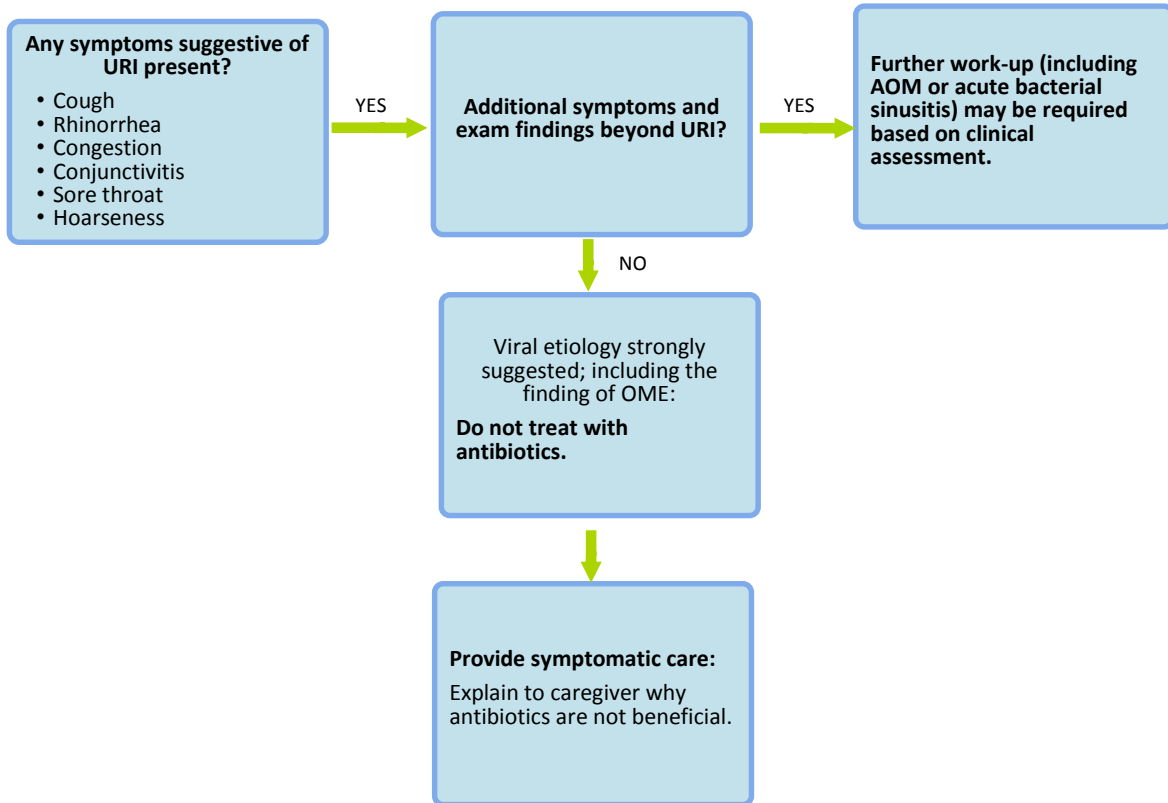 Any symptoms suggestive of
URI present?
• Cough
• Rhinorrhea
• Congestion
• Conjunctivitis
• Sore throat
• Hoarseness
YES
Additional symptoms and
exam findings beyond URI?
YES
Further work-up (including
AOM or acute bacterial
sinusitis) may be required
based on clinical
assessment.
NO
Viral etiology strongly
suggested; including the
finding of OME:
Do not treat with
antibiotics.
Provide symptomatic care:
Explain to caregiver why
antibiotics are not beneficial.